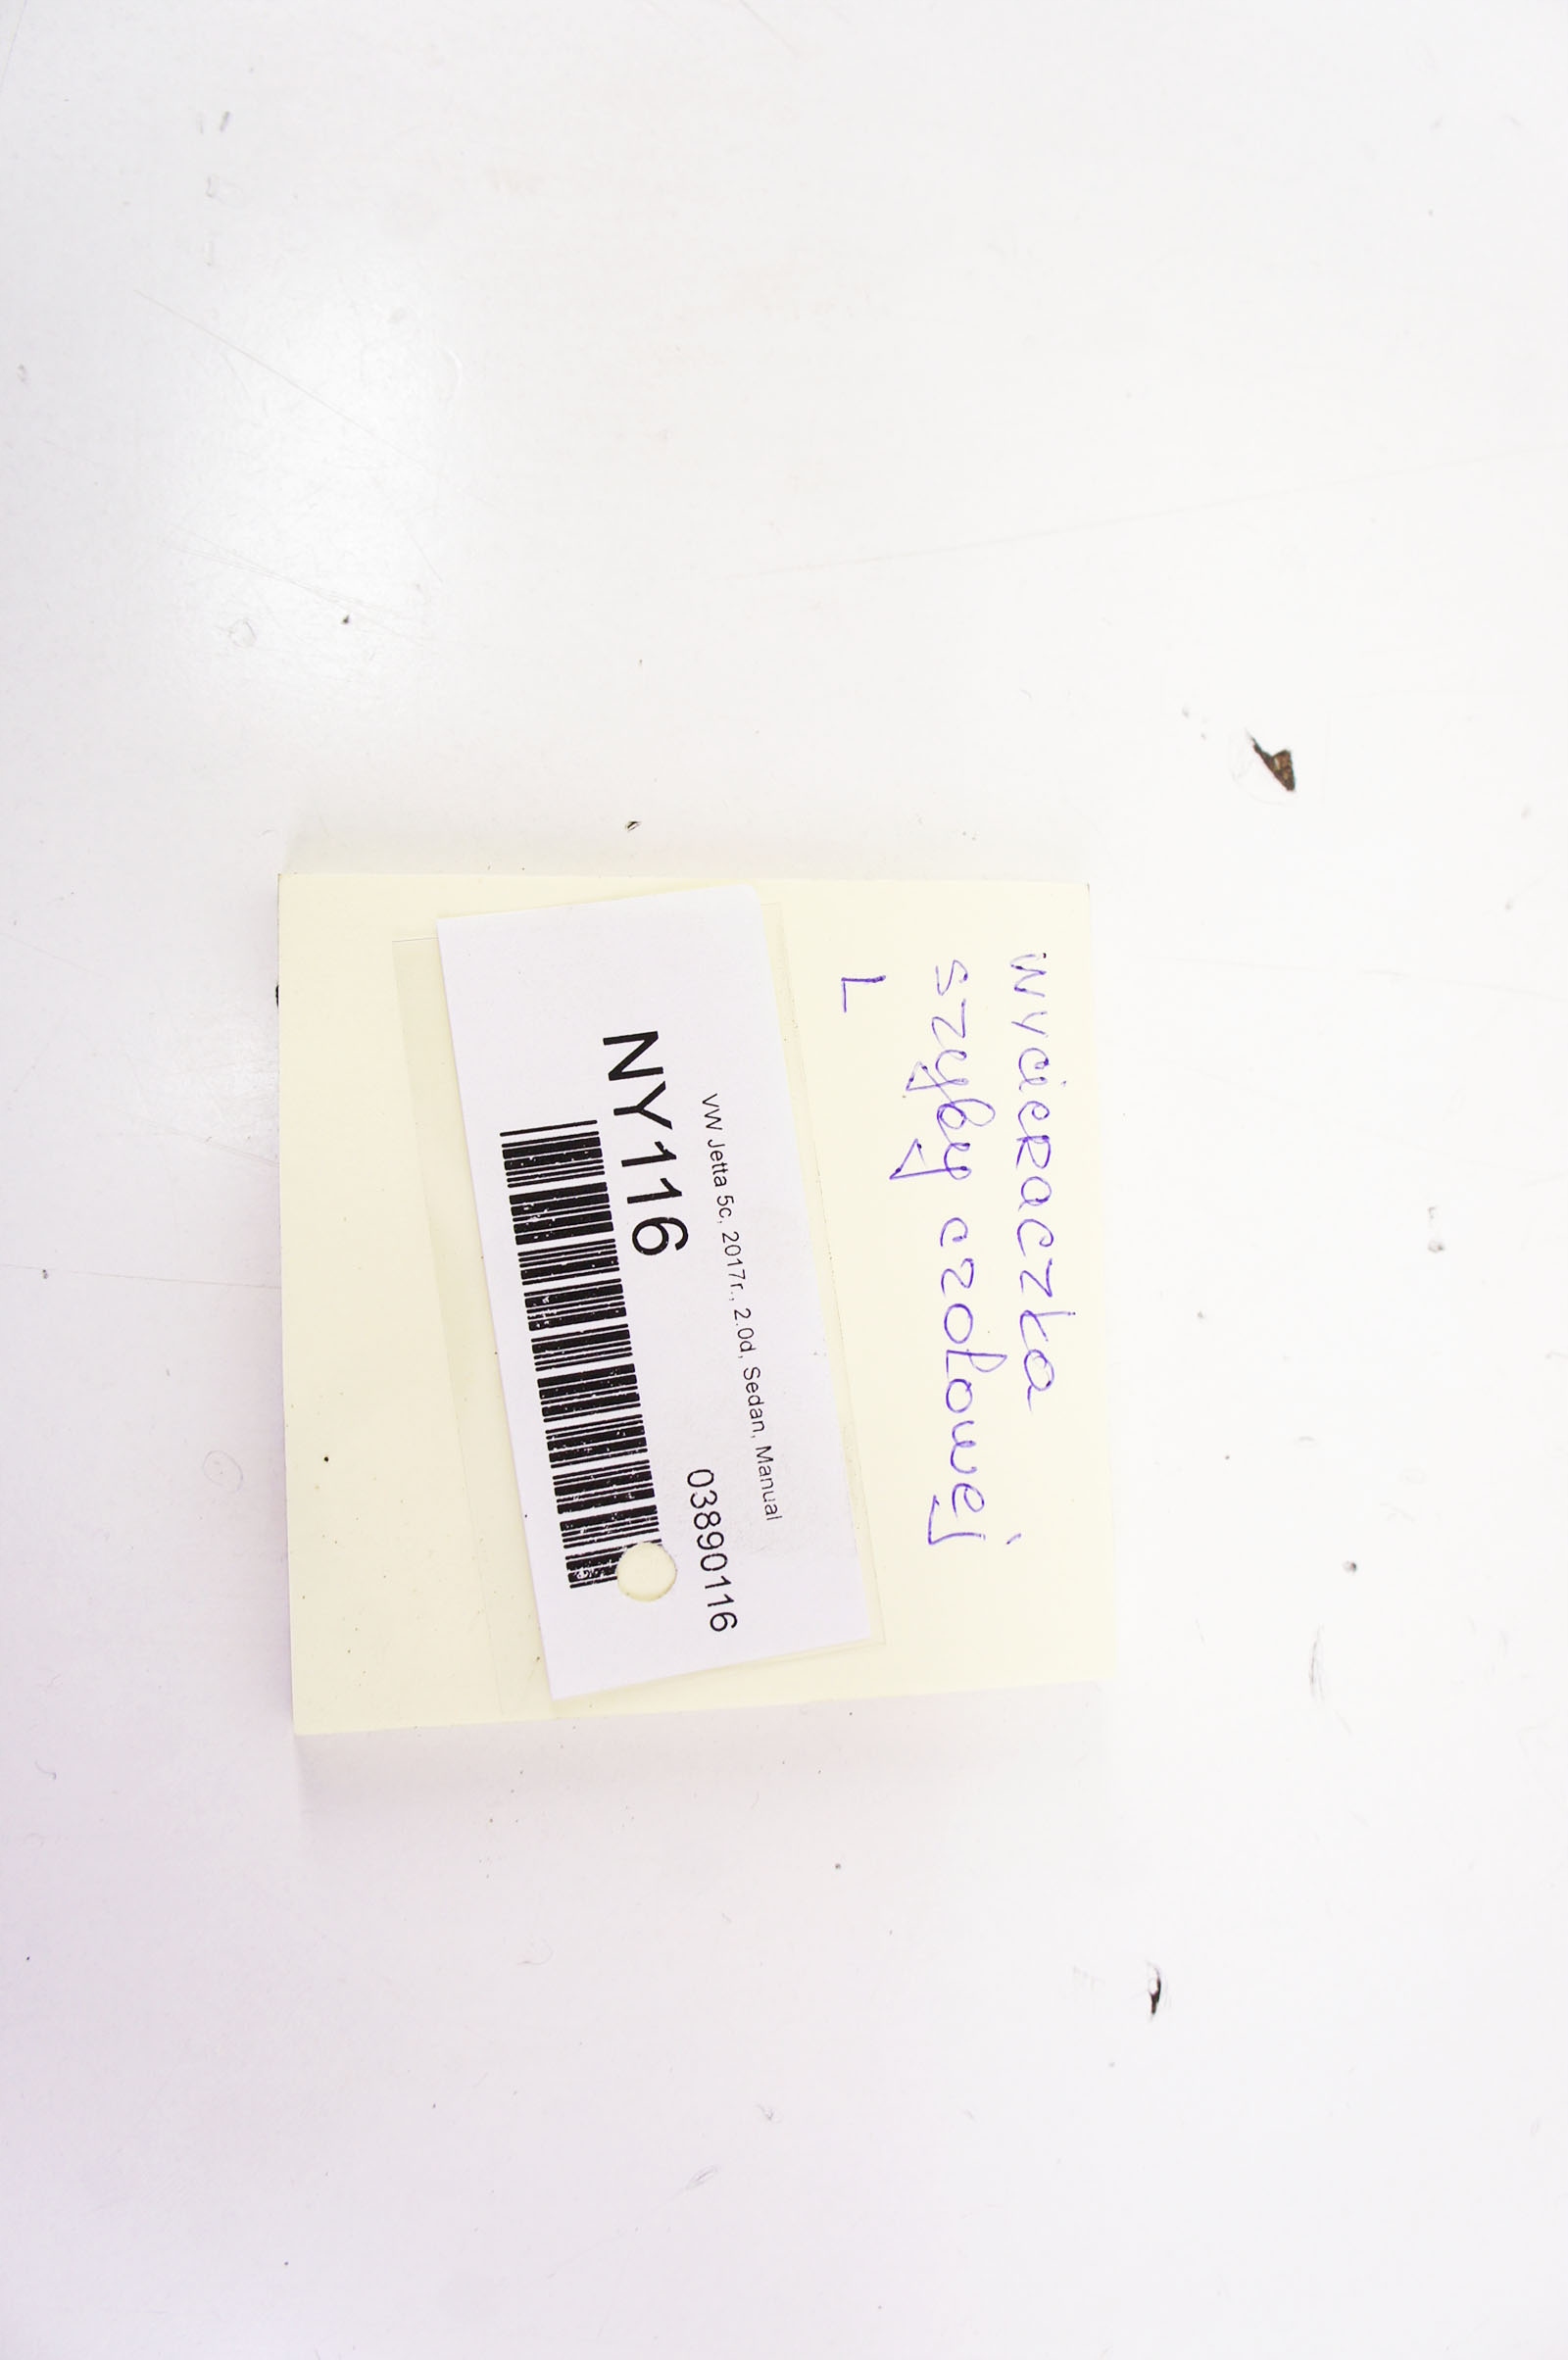 wycieraczka
szyby czołowej
L
VW Jetta 5c, 2017r., 2.0d, Sedan, Manual
03890116
NY116